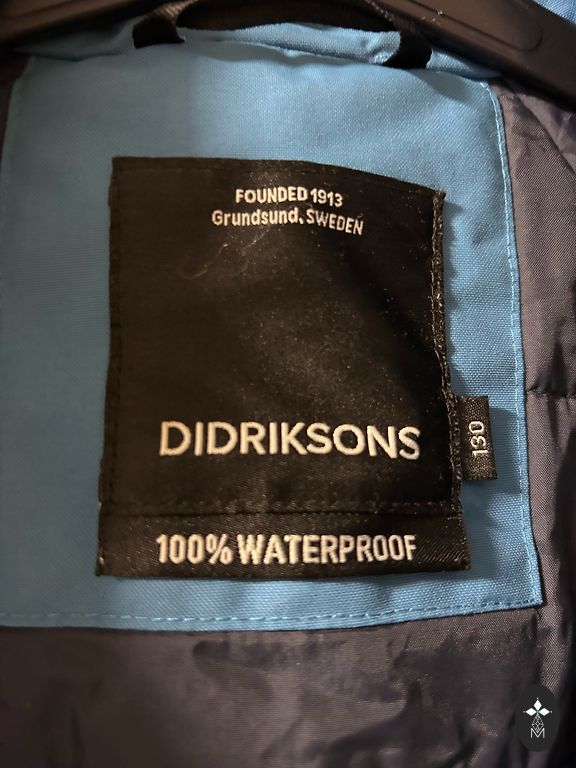 FOUNDED 1913
Grundsund, SWEDEN
DIDRIKSONS
130
100% WATERPROOF